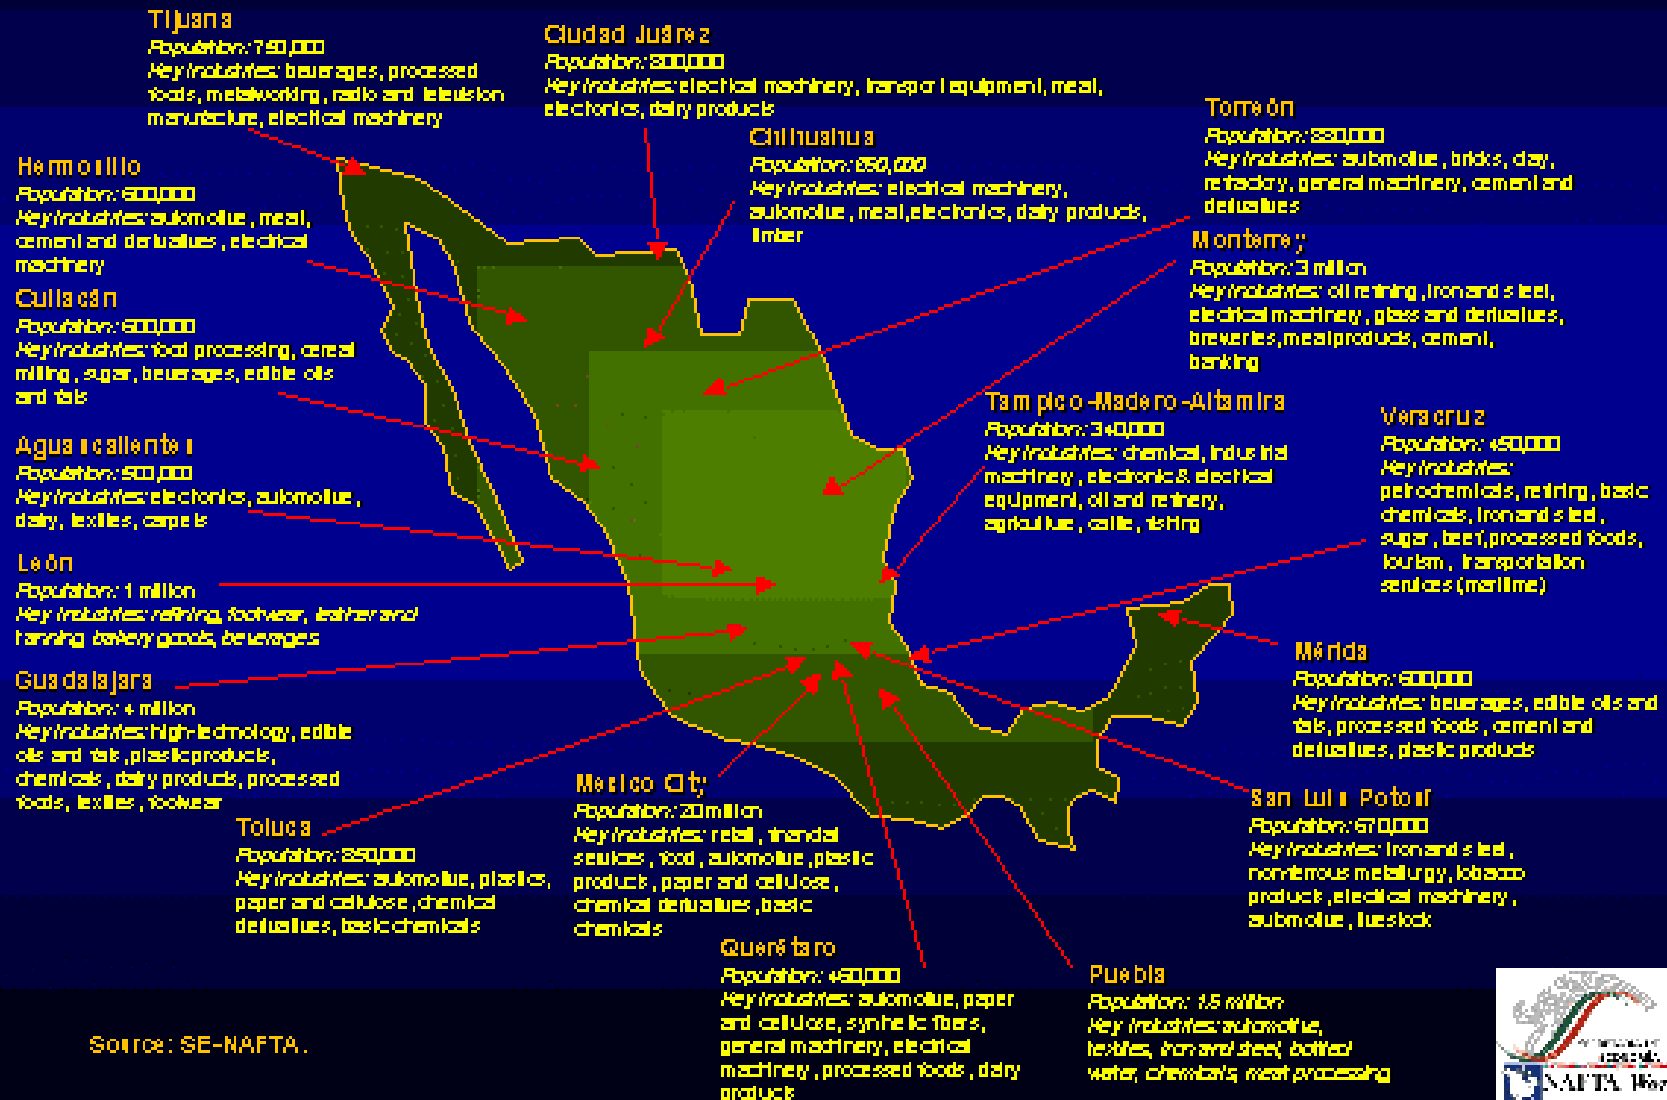 Tijuana
Population: 750,000
Key industries: beverages, processed
foods, metalworking, radio and television
manufacture, electrical machinery
Ciudad Juárez
Population: 800,000
Key industries: electrical machinery, transport equipment, meat,
electronics, dairy products
Chihuahua
Population: 650,000
Key industries: electrical machinery,
automotive, meat, electronics, dairy products,
timber
Torreón
Population: 880,000
Key industries: automotive, bricks, clay,
refractory, general machinery, cement and
derivatives
Hermosillo
Population: 600,000
Key industries: automotive, meat,
cement and derivatives, electrical
machinery
Monterrey
Population: 3 million
Key industries: oil refining, iron and steel,
electrical machinery, glass and derivatives,
breweries, meat products, cement,
banking
Culiacán
Population: 600,000
Key industries: food processing, cereal
milling, sugar, beverages, edible oils
and fats
Tampico-Madero-Altamira
Population: 340,000
Key industries: chemical, industrial
machinery, electronic & electrical
equipment, oil and refinery,
agriculture, cattle, fishing
Veracruz
Population: 450,000
Key industries:
petrochemicals, refining, basic
chemicals, iron and steel,
sugar, beef, processed foods,
tourism, transportation
services (maritime)
Aguascalientes
Population: 500,000
Key industries: electronics, automotive,
dairy, textiles, carpets
León
Population: 1 million
Key industries: refining, footwear, leather and
tanning, bakery goods, beverages
Guadalajara
Population: 4 million
Key industries: high-technology, edible
oils and fats, plastic products,
chemicals, dairy products, processed
foods, textiles, footwear
Mérida
Population: 600,000
Key industries: beverages, edible oils and
fats, processed foods, cement and
derivatives, plastic products
Toluca
Population: 850,000
Key industries: automotive, plastics,
paper and cellulose, chemical
derivatives, basic chemicals
Mexico City
Population: 20 million
Key industries: retail, financial
services, food, automotive, plastic
products, paper and cellulose,
chemical derivatives, basic
chemicals
San Luis Potosí
Population: 670,000
Key industries: iron and steel,
nonferrous metallurgy, tobacco
products, electrical machinery,
automotive, livestock
Querétaro
Population: 450,000
Key industries: automotive, paper
and cellulose, synthetic fibers,
general machinery, electrical
machinery, processed foods, dairy
products
Puebla
Population: 1.5 million
Key industries: automotive,
textiles, iron and steel, bottled
water, chemicals, meat processing
Source: SE-NAFTA.
ECONOMIA
NAFTA